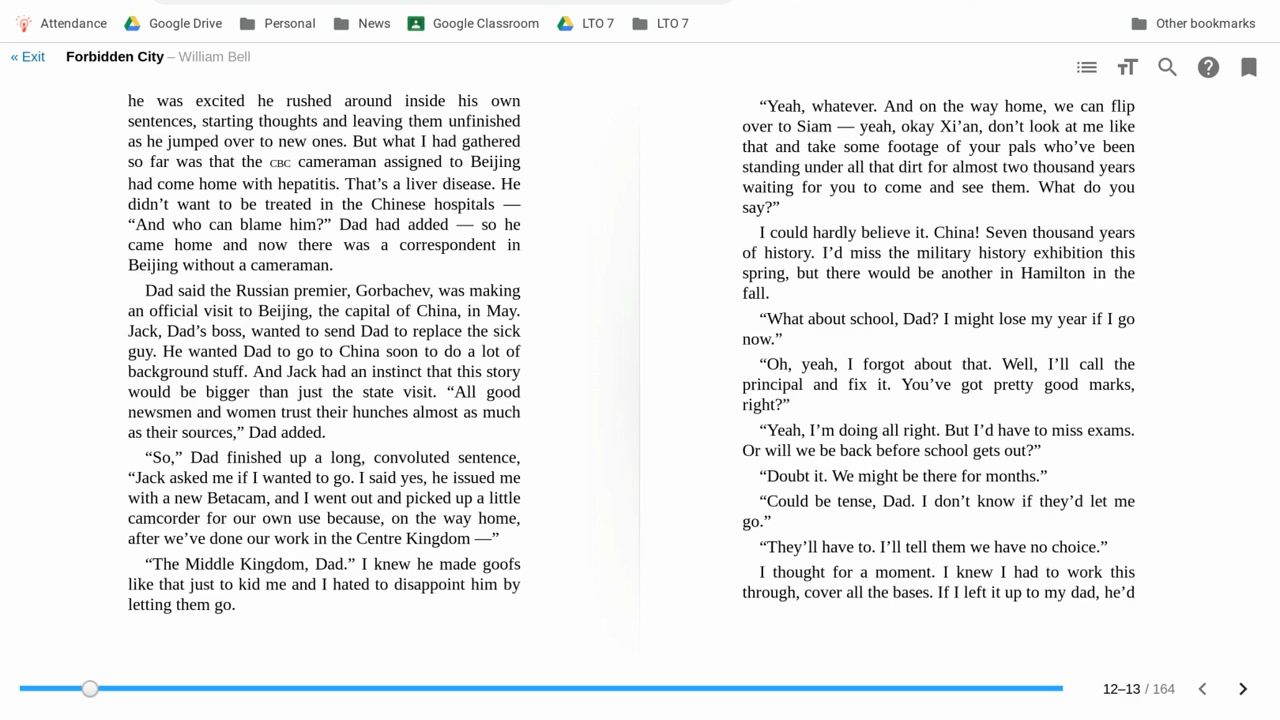 Attendance Google Drive Personal News Google Classroom LTO 7 LTO 7 Other bookmarks
« Exit Forbidden City – William Bell
he was excited he rushed around inside his own
sentences, starting thoughts and leaving them unfinished
as he jumped over to new ones. But what I had gathered
so far was that the CBC cameraman assigned to Beijing
had come home with hepatitis. That’s a liver disease. He
didn’t want to be treated in the Chinese hospitals —
“And who can blame him?” Dad had added — so he
came home and now there was a correspondent in
Beijing without a cameraman.
Dad said the Russian premier, Gorbachev, was making
an official visit to Beijing, the capital of China, in May.
Jack, Dad’s boss, wanted to send Dad to replace the sick
guy. He wanted Dad to go to China soon to do a lot of
background stuff. And Jack had an instinct that this story
would be bigger than just the state visit. “All good
newsmen and women trust their hunches almost as much
as their sources,” Dad added.
“So,” Dad finished up a long, convoluted sentence,
“Jack asked me if I wanted to go. I said yes, he issued me
with a new Betacam, and I went out and picked up a little
camcorder for our own use because, on the way home,
after we’ve done our work in the Centre Kingdom —”
“The Middle Kingdom, Dad.” I knew he made goofs
like that just to kid me and I hated to disappoint him by
letting them go.
“Yeah, whatever. And on the way home, we can flip
over to Siam — yeah, okay Xi’an, don’t look at me like
that and take some footage of your pals who’ve been
standing under all that dirt for almost two thousand years
waiting for you to come and see them. What do you
say?”
I could hardly believe it. China! Seven thousand years
of history. I’d miss the military history exhibition this
spring, but there would be another in Hamilton in the
fall.
“What about school, Dad? I might lose my year if I go
now.”
“Oh, yeah, I forgot about that. Well, I’ll call the
principal and fix it. You’ve got pretty good marks,
right?”
“Yeah, I’m doing all right. But I’d have to miss exams.
Or will we be back before school gets out?”
“Doubt it. We might be there for months.”
“Could be tense, Dad. I don’t know if they’d let me
go.”
“They’ll have to. I’ll tell them we have no choice.”
I thought for a moment. I knew I had to work this
through, cover all the bases. If I left it up to my dad, he’d
12–13 / 164